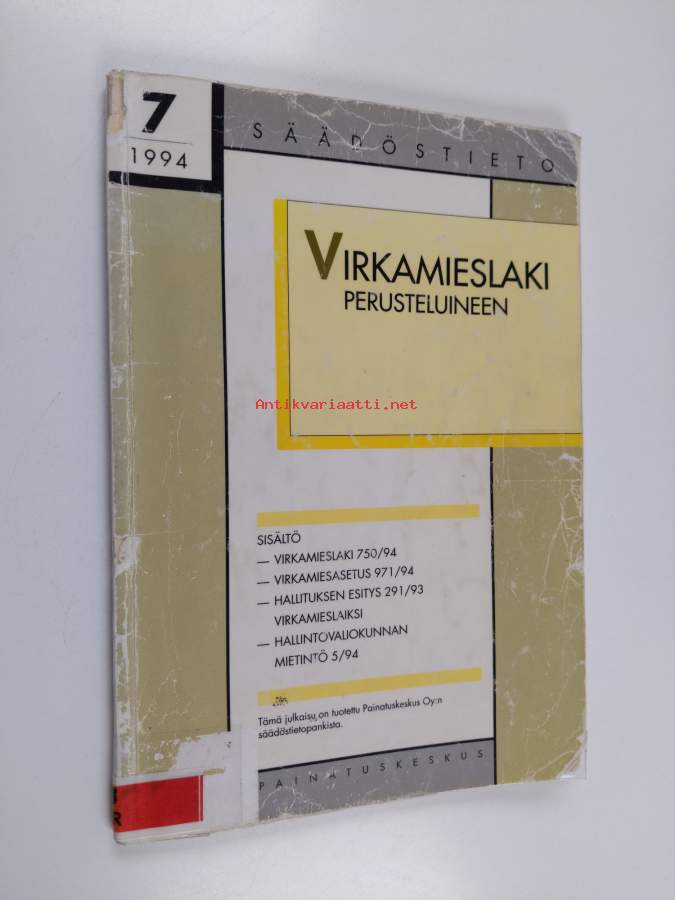 7
1994
SÄÄDÖSTIETO
VIRKAMIESLAKI
PERUSTELUINEEN
Antikvariaatti.net
SISÄLTÖ
— VIRKAMIESLAKI 750/94
— VIRKAMIESASETUS 971/94
— HALLITUKSEN ESITYS 291/93
VIRKAMIESLAIKSI
— HALLINTOVALIOKUNNAN
MIETINTÖ 5/94
Tämä julkaisu on tuotettu Painatuskeskus Oy:n
säädöstietopankista.
PAINATUSKESKUS
R